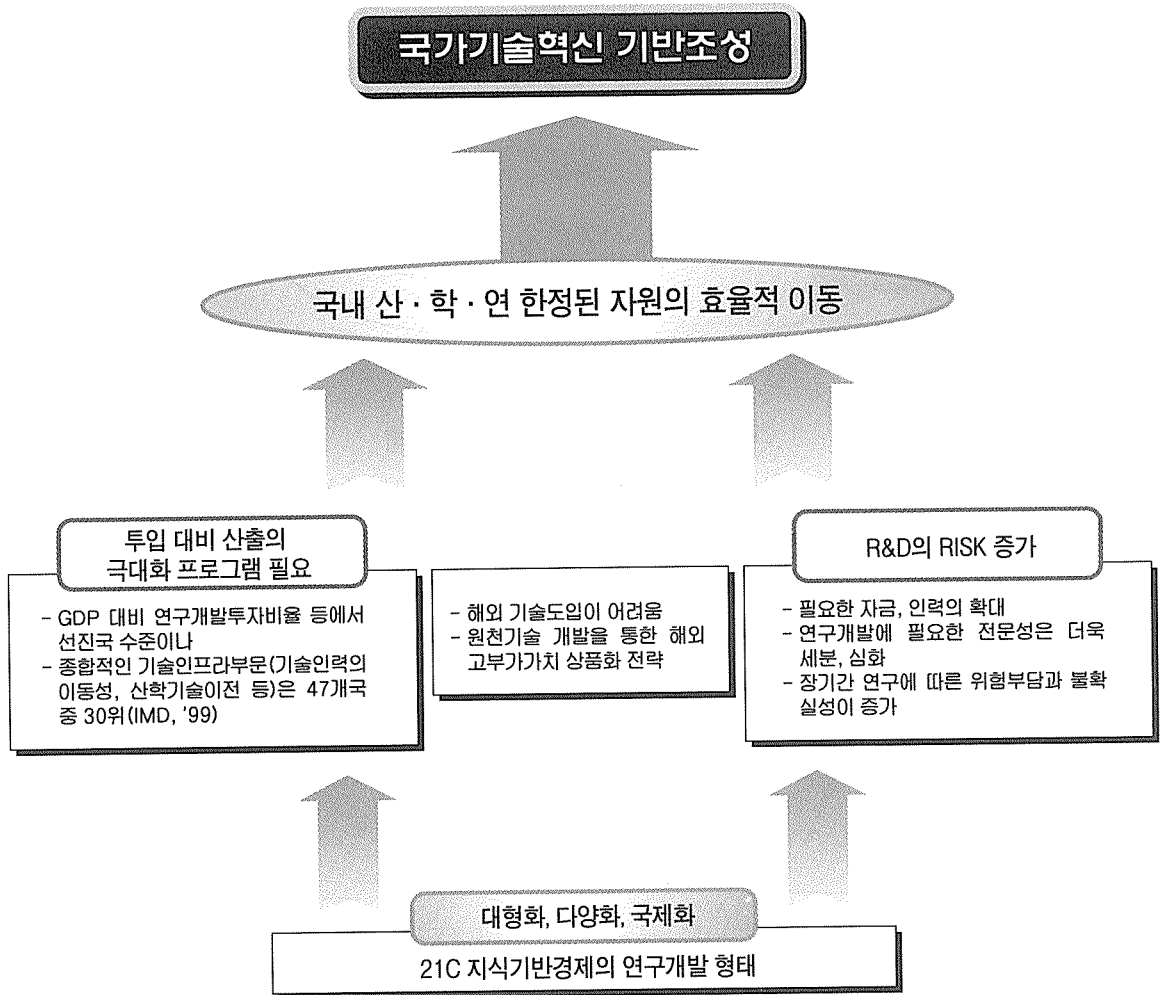 국가기술혁신 기반조성
국내 산 · 학 · 연 한정된 자원의 효율적 이동
투입 대비 산출의
극대화 프로그램 필요
- GDP 대비 연구개발투자비율 등에서
선진국 수준이나
- 종합적인 기술인프라부문(기술인력의
이동성, 산학기술이전 등)은 47개국
중 30위(IMD, '99)
- 해외 기술도입이 어려움
- 원천기술 개발을 통한 해외
고부가가치 상품화 전략
R&D의 RISK 증가
- 필요한 자금, 인력의 확대
- 연구개발에 필요한 전문성은 더욱
세분, 심화
- 장기간 연구에 따른 위험부담과 불확
실성이 증가
대형화, 다양화, 국제화
21C 지식기반경제의 연구개발 형태